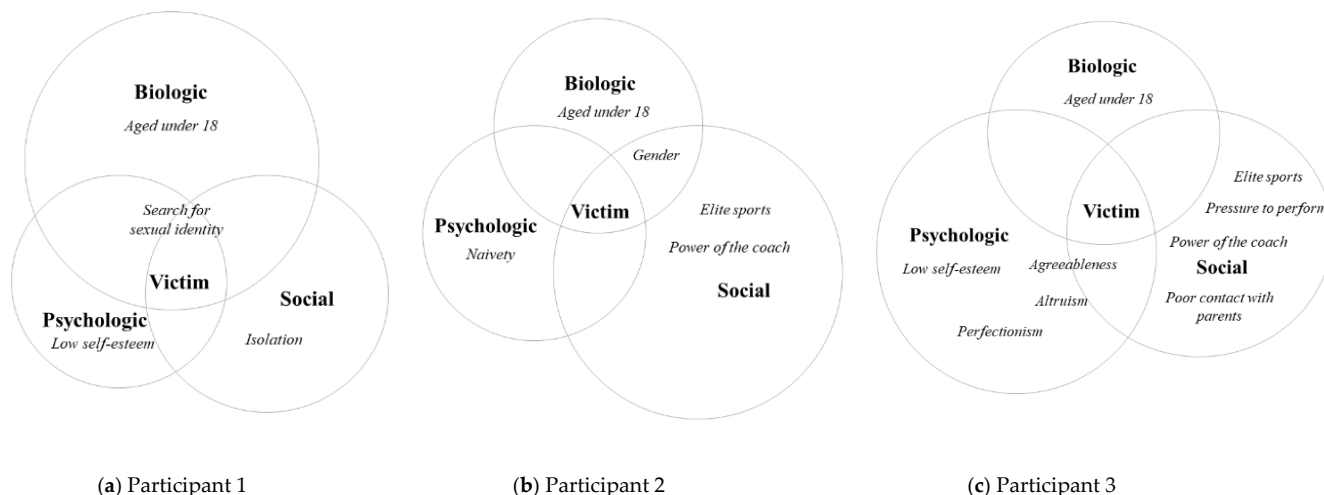 Biologic
Aged under 18
Search for
sexual identity
Victim
Social
Psychologic
Low self-esteem
Isolation
(a) Participant 1
Biologic
Aged under 18
Gender
Victim
Elite sports
Psychologic
Naivety
Power of the coach
Social
(b) Participant 2
Biologic
Aged under 18
Elite sports
Victim
Pressure to perform
Psychologic
Power of the coach
Low self-esteem
Agreeableness
Social
Altruism
Poor contact with
parents
Perfectionism
(c) Participant 3